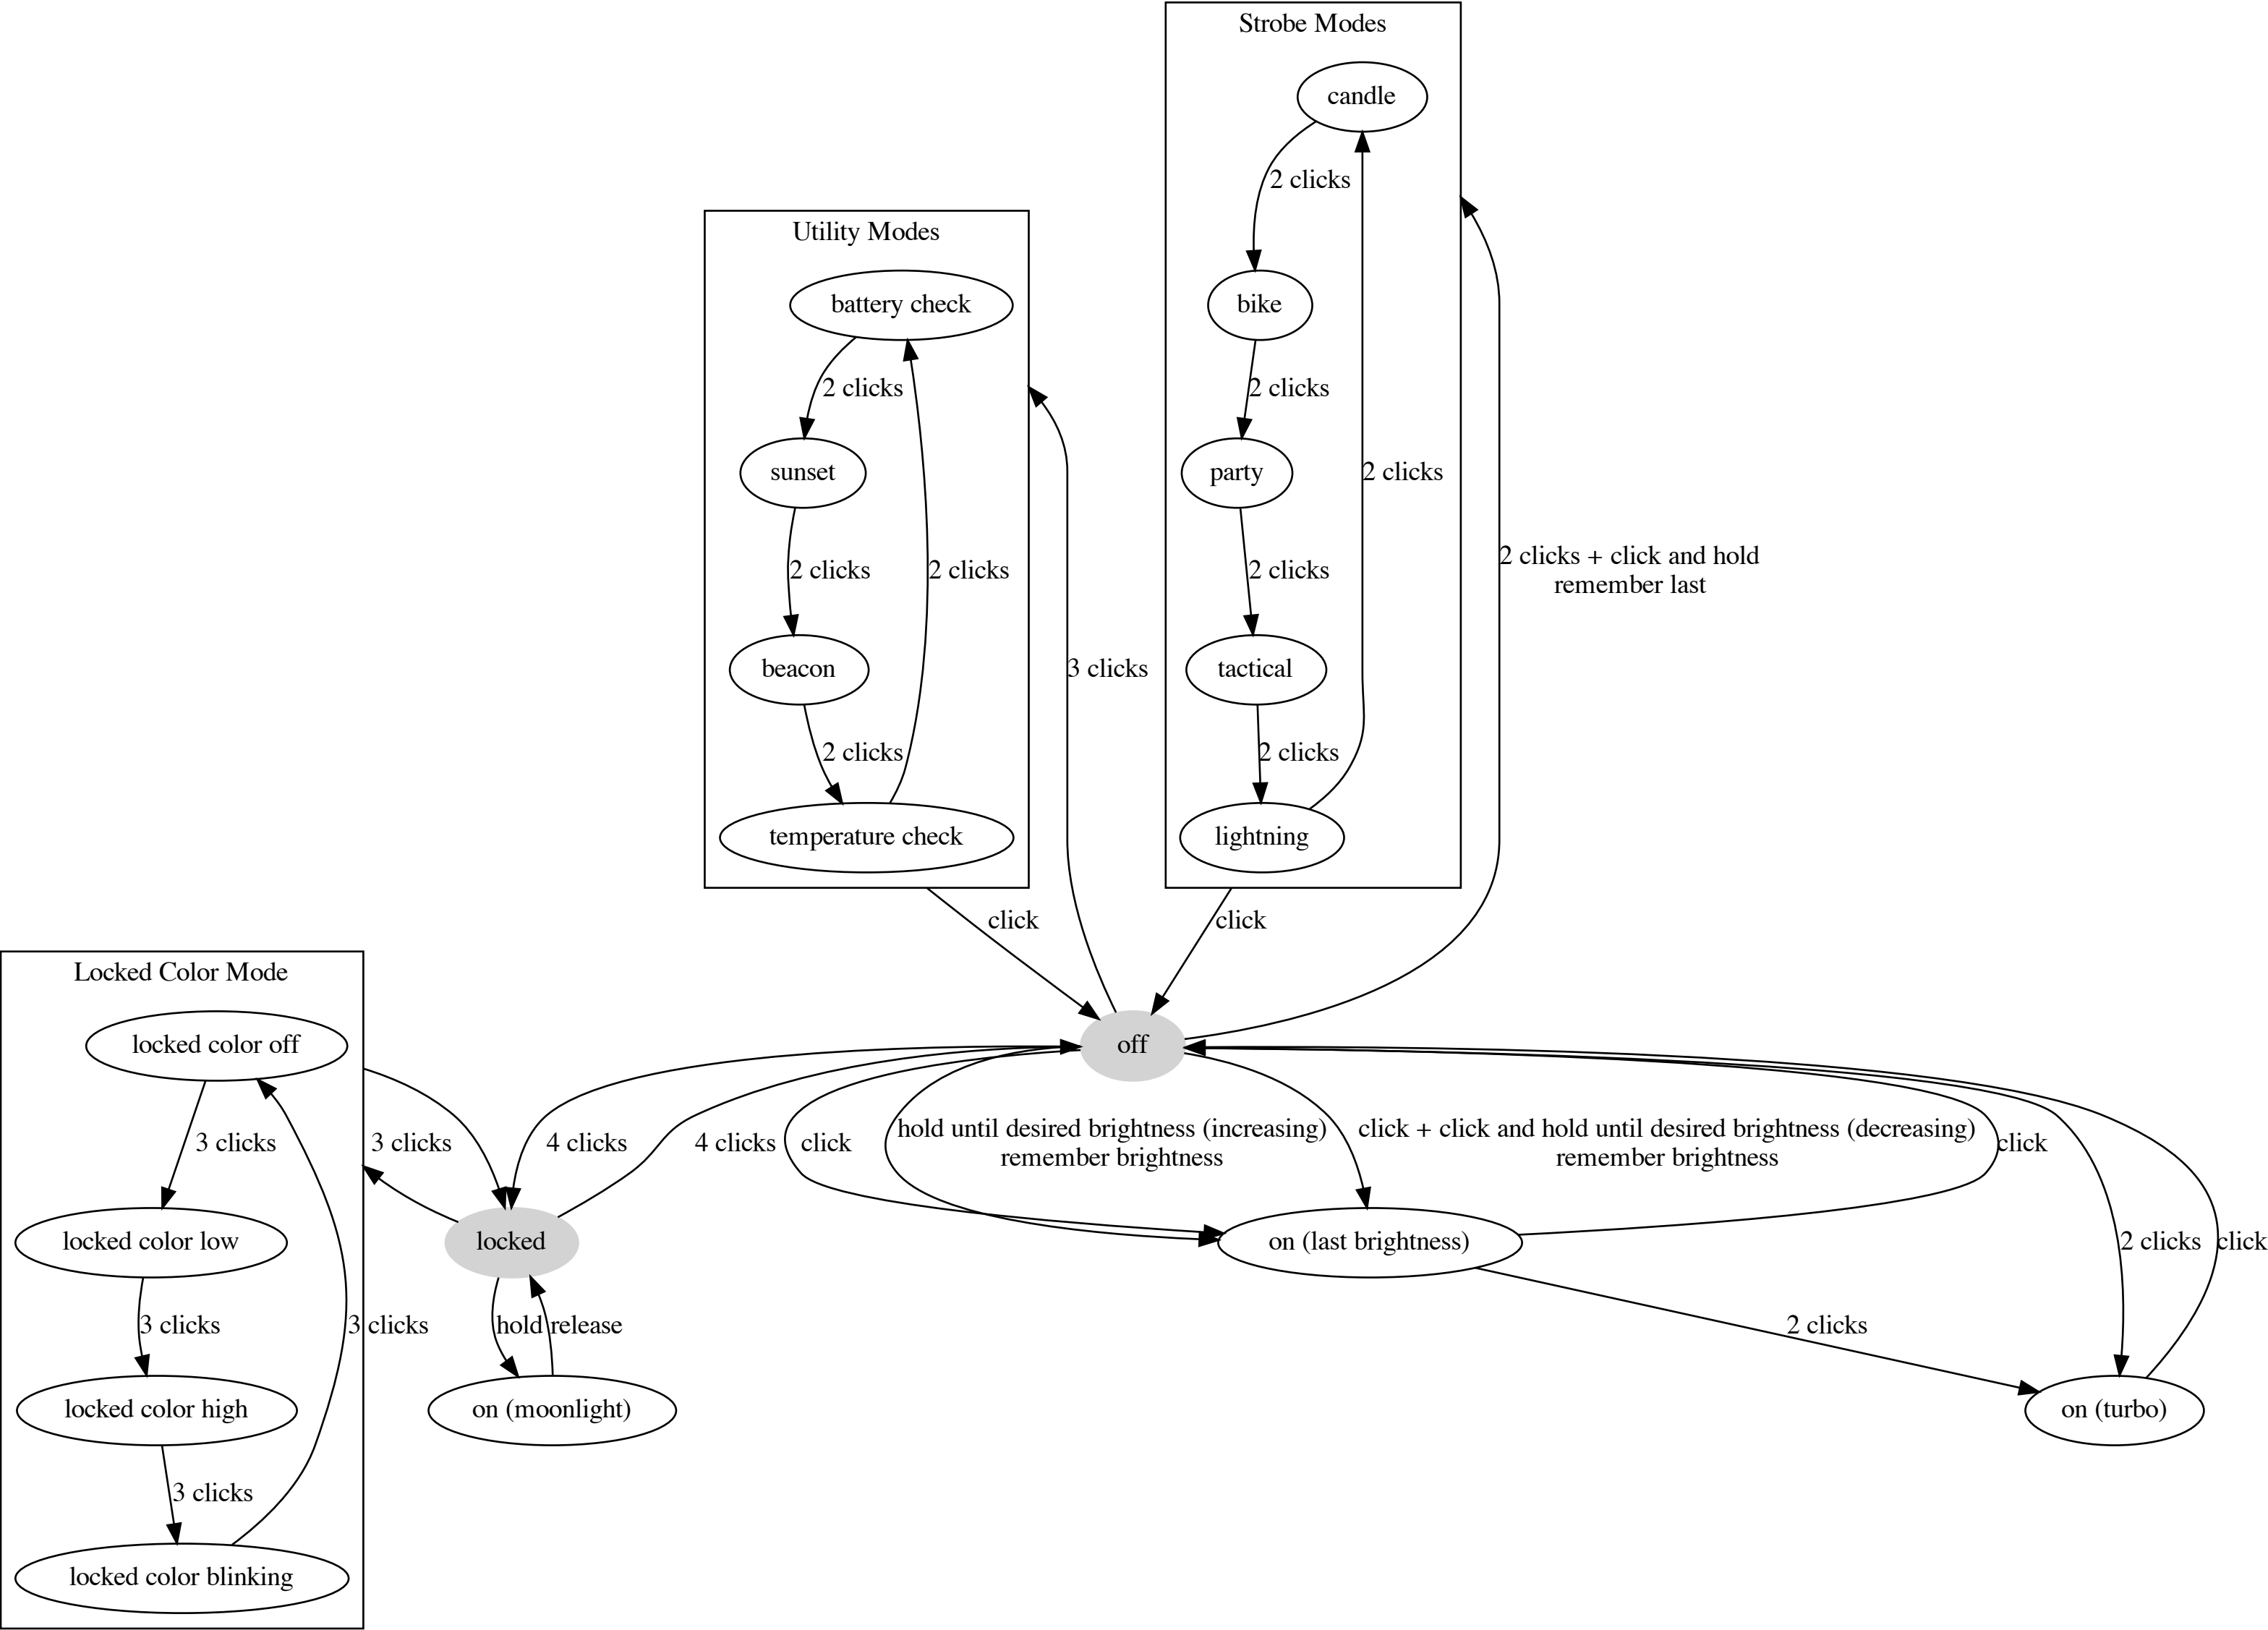 Strobe Modes
candle
2 clicks
Utility Modes
battery check
bike
2 clicks
2 clicks
sunset
party
2 clicks
2 clicks + click and hold
remember last
2 clicks
2 clicks
2 clicks
beacon
3 clicks
tactical
2 clicks
2 clicks
temperature check
lightning
click
click
Locked Color Mode
locked color off
off
3 clicks
3 clicks
4 clicks
4 clicks
click
hold until desired brightness (increasing)
remember brightness
click + click and hold until desired brightness (decreasing)
remember brightness
click
locked color low
locked
on (last brightness)
2 clicks
click
3 clicks
3 clicks
hold
release
2 clicks
locked color high
on (moonlight)
on (turbo)
3 clicks
locked color blinking